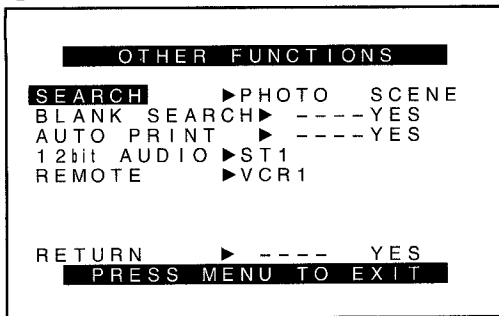 OTHER FUNCTIONS
SEARCH ▶PHOTO SCENE
BLANK SEARCH▶ ----YES
AUTO PRINT ▶ ----YES
12bit AUDIO ▶ST1
REMOTE ▶VCR1
RETURN ▶ ---- YES
PRESS MENU TO EXIT